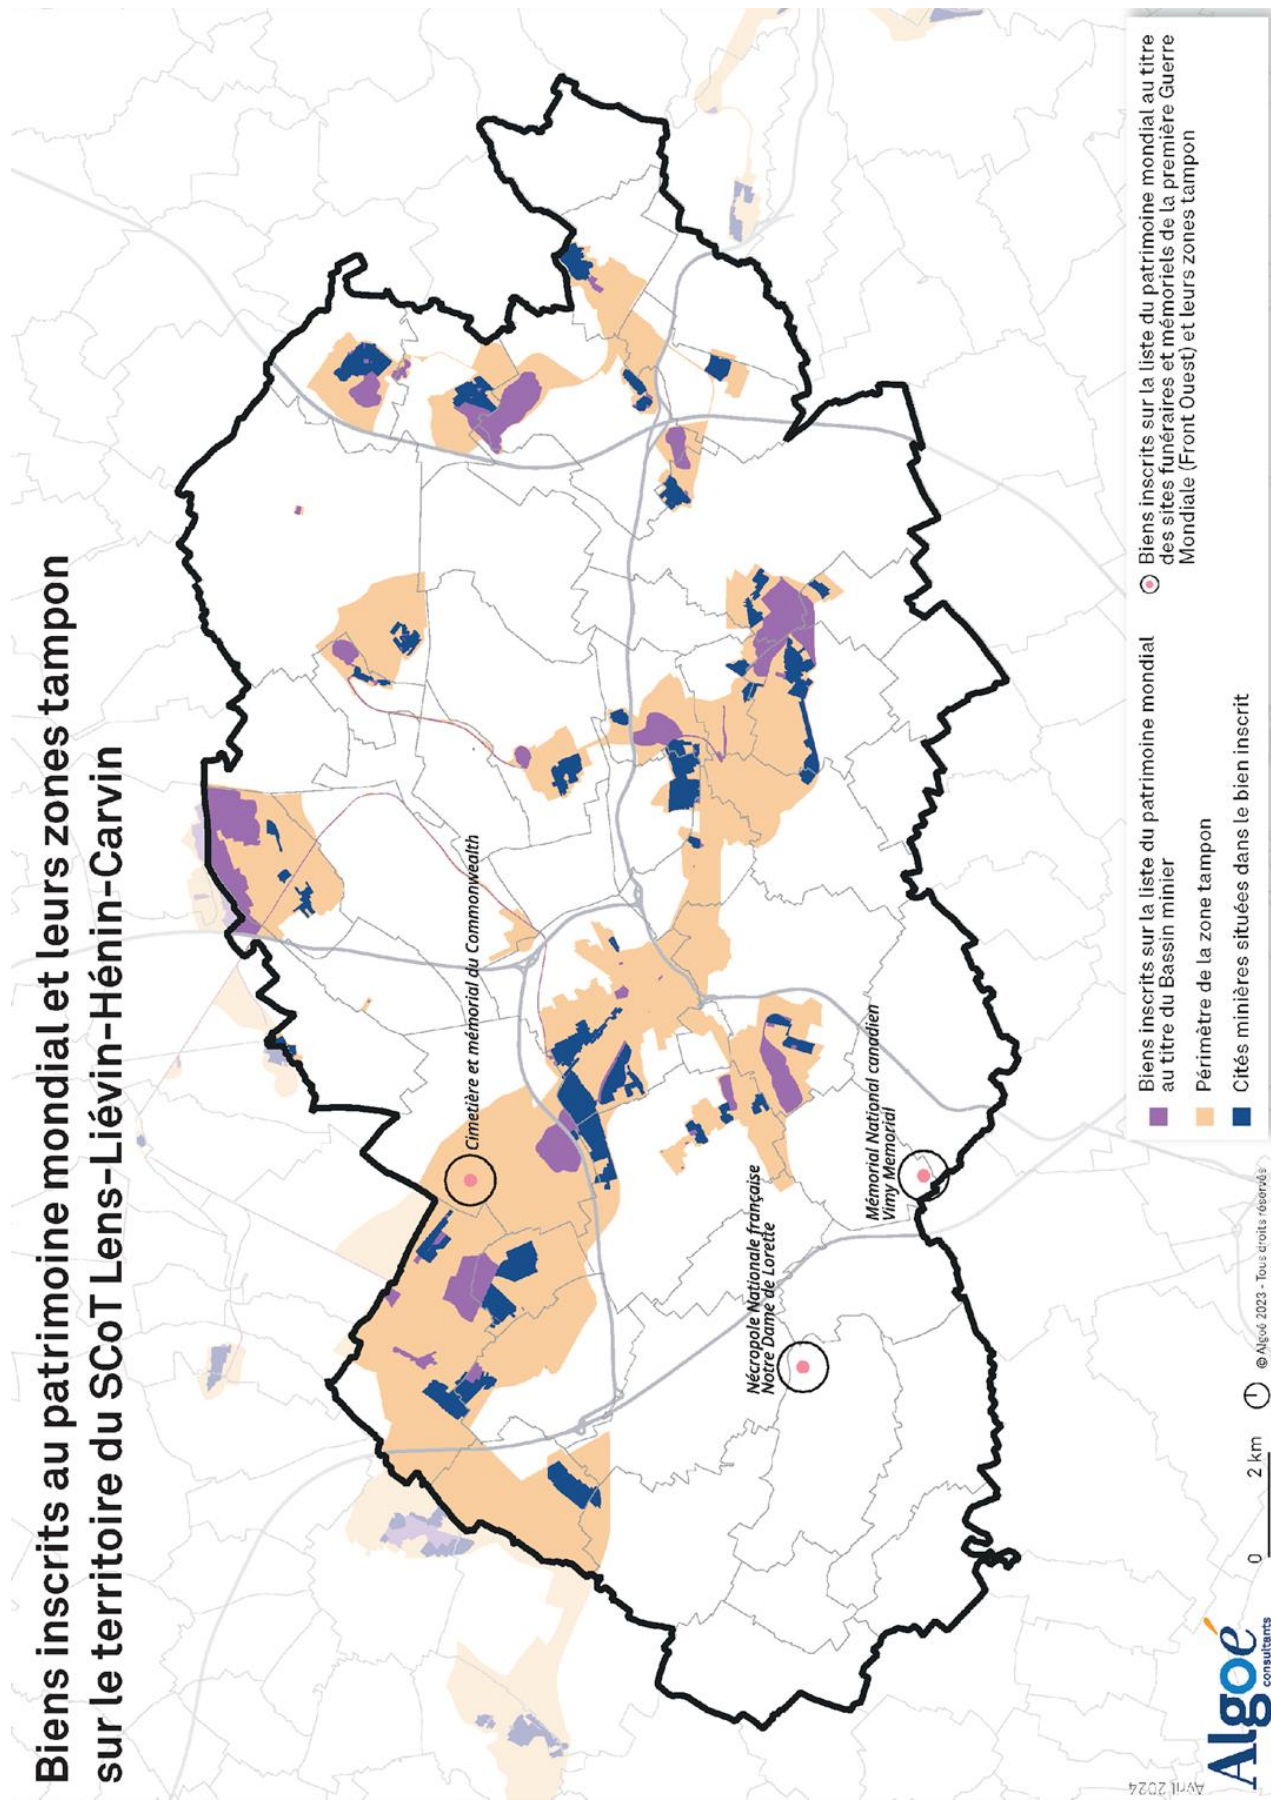 Biens inscrits au patrimoine mondial et leurs zones tampon
sur le territoire du SCoT Lens-Liévin-Hénin-Carvin
Cimetière et mémorial du Commonwealth
Nécropole Nationale française
Notre Dame de Lorette
Mémorial National canadien
Vimy Memorial
Biens inscrits sur la liste du patrimoine mondial
au titre du Bassin minier
Périmètre de la zone tampon
Cités minières situées dans le bien inscrit
Biens inscrits sur la liste du patrimoine mondial au titre
des sites funéraires et mémoriels de la première Guerre
Mondiale (Front Ouest) et leurs zones tampon
Avril 2024
Algoé
consultants
0 2 km
© Algoé 2023 - Tous droits réservés